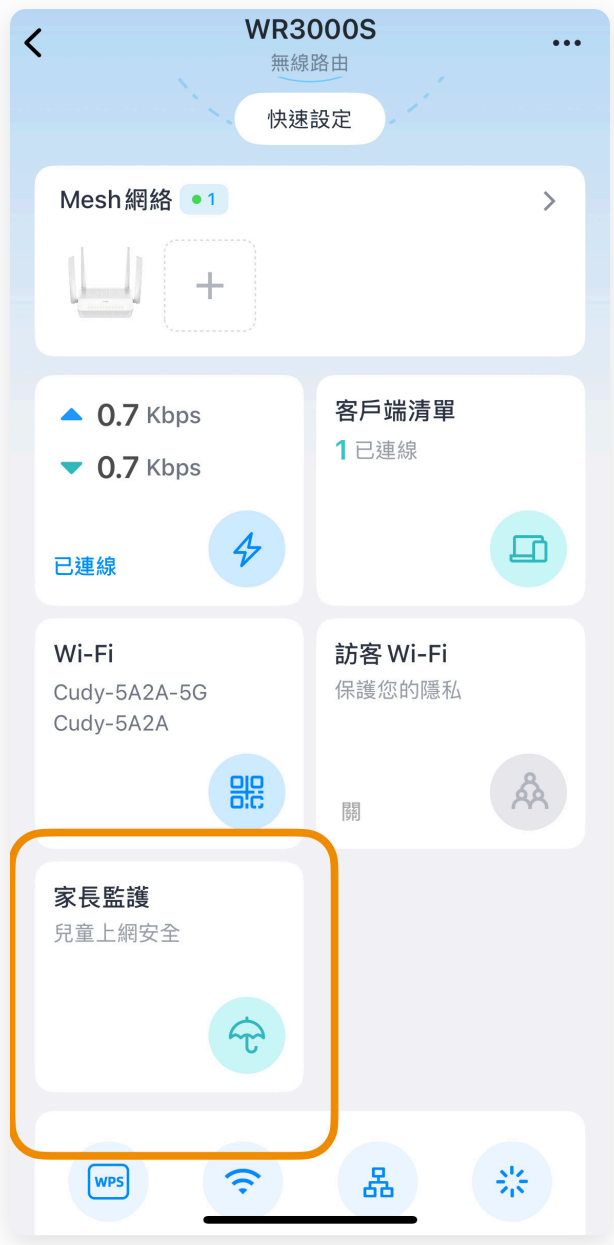 WR3000S
無線路由
快速設定
Mesh網絡 1
0.7 Kbps
0.7 Kbps
已連線
客戶端清單
1 已連線
Wi-Fi
Cudy-5A2A-5G
Cudy-5A2A
訪客 Wi-Fi
保護您的隱私
關
家長監護
兒童上網安全
WPS